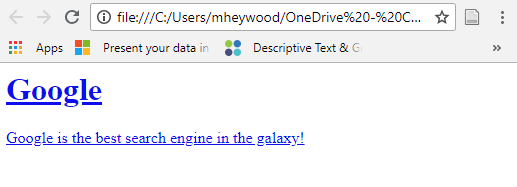 file:///C:/Users/mheywood/OneDrive%20-%20C...
Apps Present your data in Descriptive Text & G
Google
Google is the best search engine in the galaxy!